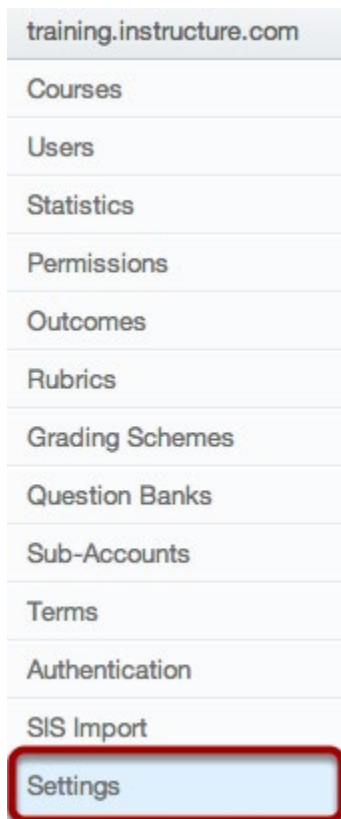 training.instructure.com
Courses
Users
Statistics
Permissions
Outcomes
Rubrics
Grading Schemes
Question Banks
Sub-Accounts
Terms
Authentication
SIS Import
Settings